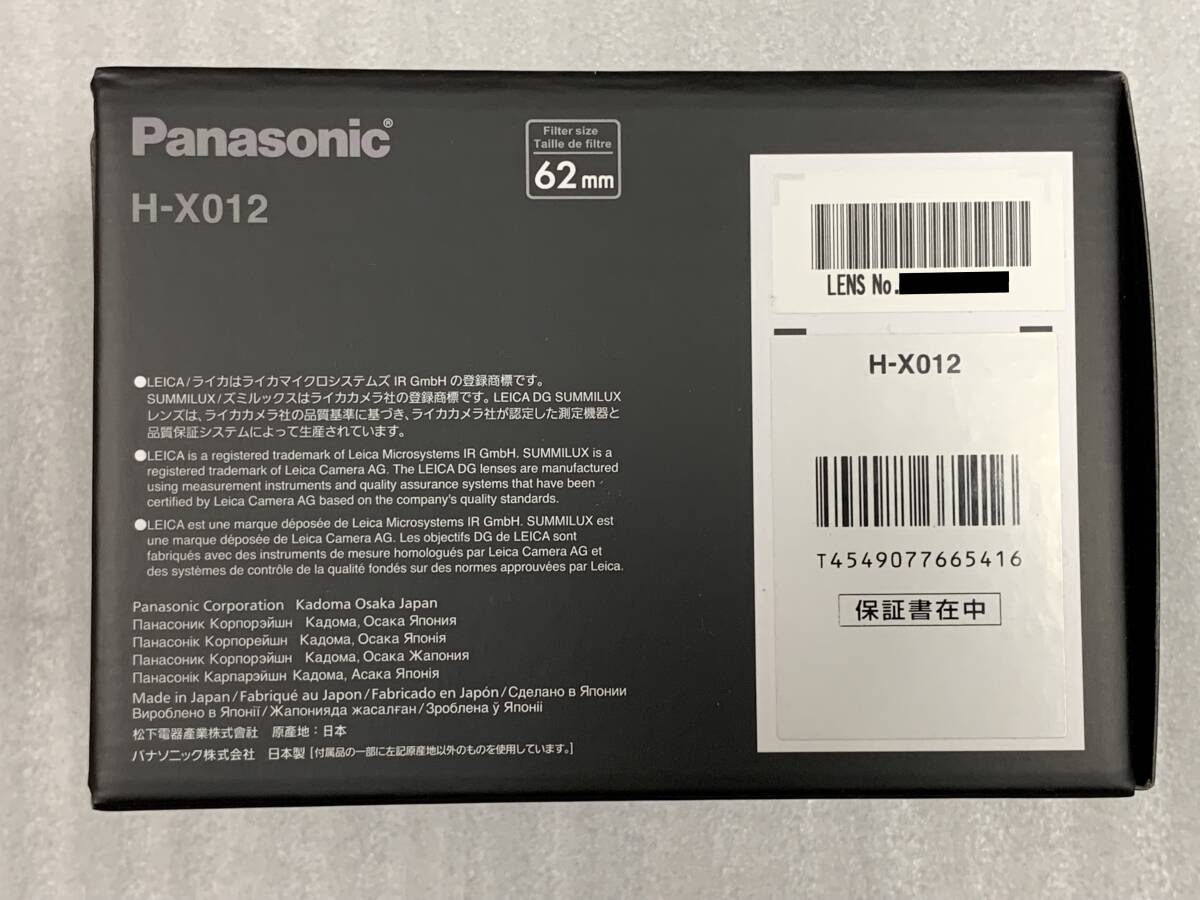 Panasonic®
H-X012
Filter size
Taille de filtre
62 mm
●LEICA/ライカはライカマイクロシステムズ IR GmbH の登録商標です。
SUMMILUX/ズミルックスはライカカメラ社の登録商標です。LEICA DG SUMMILUX
レンズは、ライカカメラ社の品質基準に基づき、ライカカメラ社が認定した測定機器と
品質保証システムによって生産されています。
●LEICA is a registered trademark of Leica Microsystems IR GmbH. SUMMILUX is a
registered trademark of Leica Camera AG. The LEICA DG lenses are manufactured
using measurement instruments and quality assurance systems that have been
certified by Leica Camera AG based on the company's quality standards.
●LEICA est une marque déposée de Leica Microsystems IR GmbH. SUMMILUX est
une marque déposée de Leica Camera AG. Les objectifs DG de LEICA sont
fabriqués avec des instruments de mesure homologués par Leica Camera AG et
des systèmes de contrôle de la qualité fondés sur des normes approuvées par Leica.
Panasonic Corporation Kadoma Osaka Japan
Панасоник Корпорэйшн Кадома, Осака Япония
Панасонік Корпорейшн Кадома, Осака Японія
Панасоник Корпорэйшн Кадома, Осака Жапония
Панасонік Карпарэйшн Кадома, Асака Японія
Made in Japan/Fabriqué au Japon/Fabricado en Japón/Сделано в Японии
Вироблено в Японії/Жапонияда жасалған/Зроблена ў Японіі
松下電器產業株式會社 原產地：日本
パナソニック株式会社 日本製 [付属品の一部に左記原産地以外のものを使用しています。]
LENS No.
H-X012
T4549077665416
保証書在中